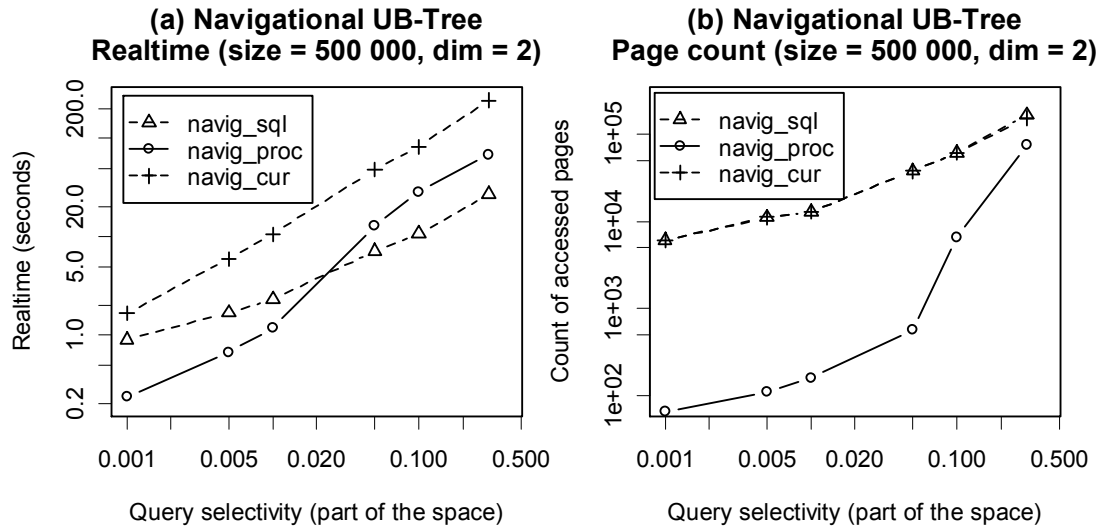 (a) Navigational UB-Tree
Realtime (size = 500 000, dim = 2)
navig_sql
navig_proc
navig_cur
Realtime (seconds)
200.0
20.0
5.0
1.0
0.2
0.001
0.005
0.020
0.100
0.500
Query selectivity (part of the space)
(b) Navigational UB-Tree
Page count (size = 500 000, dim = 2)
navig_sql
navig_proc
navig_cur
Count of accessed pages
1e+05
1e+04
1e+03
1e+02
0.001
0.005
0.020
0.100
0.500
Query selectivity (part of the space)